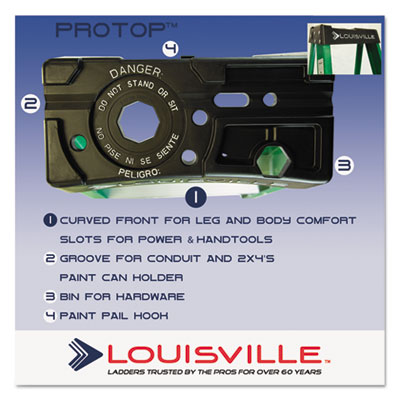 PROTOP™
4
LOUISVILLE
DANGER:
DO NOT STAND OR SIT
2
NO PISE NI SE SIENTE
PELIGRO:
3
1
1 CURVED FRONT FOR LEG AND BODY COMFORT
SLOTS FOR POWER & HANDTOOLS
2 GROOVE FOR CONDUIT AND 2X4'S
PAINT CAN HOLDER
3 BIN FOR HARDWARE
4 PAINT PAIL HOOK
LOUISVILLE™
LADDERS TRUSTED BY THE PROS FOR OVER 60 YEARS